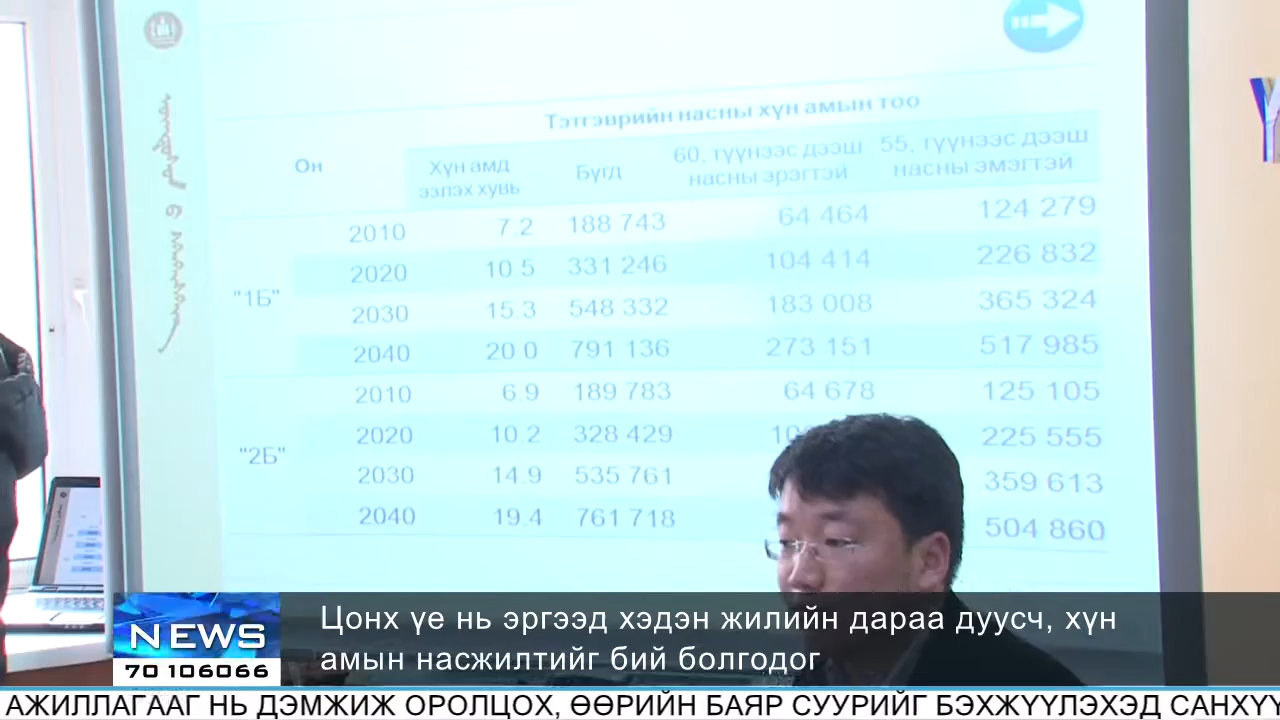 Тэтгэврийн насны хүн амын тоо
Он
Хүн амд эзлэх хувь
Бүгд
60, түүнээс дээш насны эрэгтэй
55, түүнээс дээш насны эмэгтэй
"1Б"
2010 7.2 188 743 64 464 124 279
2020 10.5 331 246 104 414 226 832
2030 15.3 548 332 183 008 365 324
2040 20.0 791 136 273 151 517 985
"2Б"
2010 6.9 189 783 64 678 125 105
2020 10.2 328 429 225 555
2030 14.9 535 761 359 613
2040 19.4 761 718 504 860
NEWS
70 106066
Цонх үе нь эргээд хэдэн жилийн дараа дуусч, хүн
амын насжилтийг бий болгодог
АЖИЛЛАГААГ НЬ ДЭМЖИЖ ОРОЛЦОХ, ӨӨРИЙН БАЯР СУУРИЙГ БЭХЖҮҮЛЭХЭД САНХҮҮ